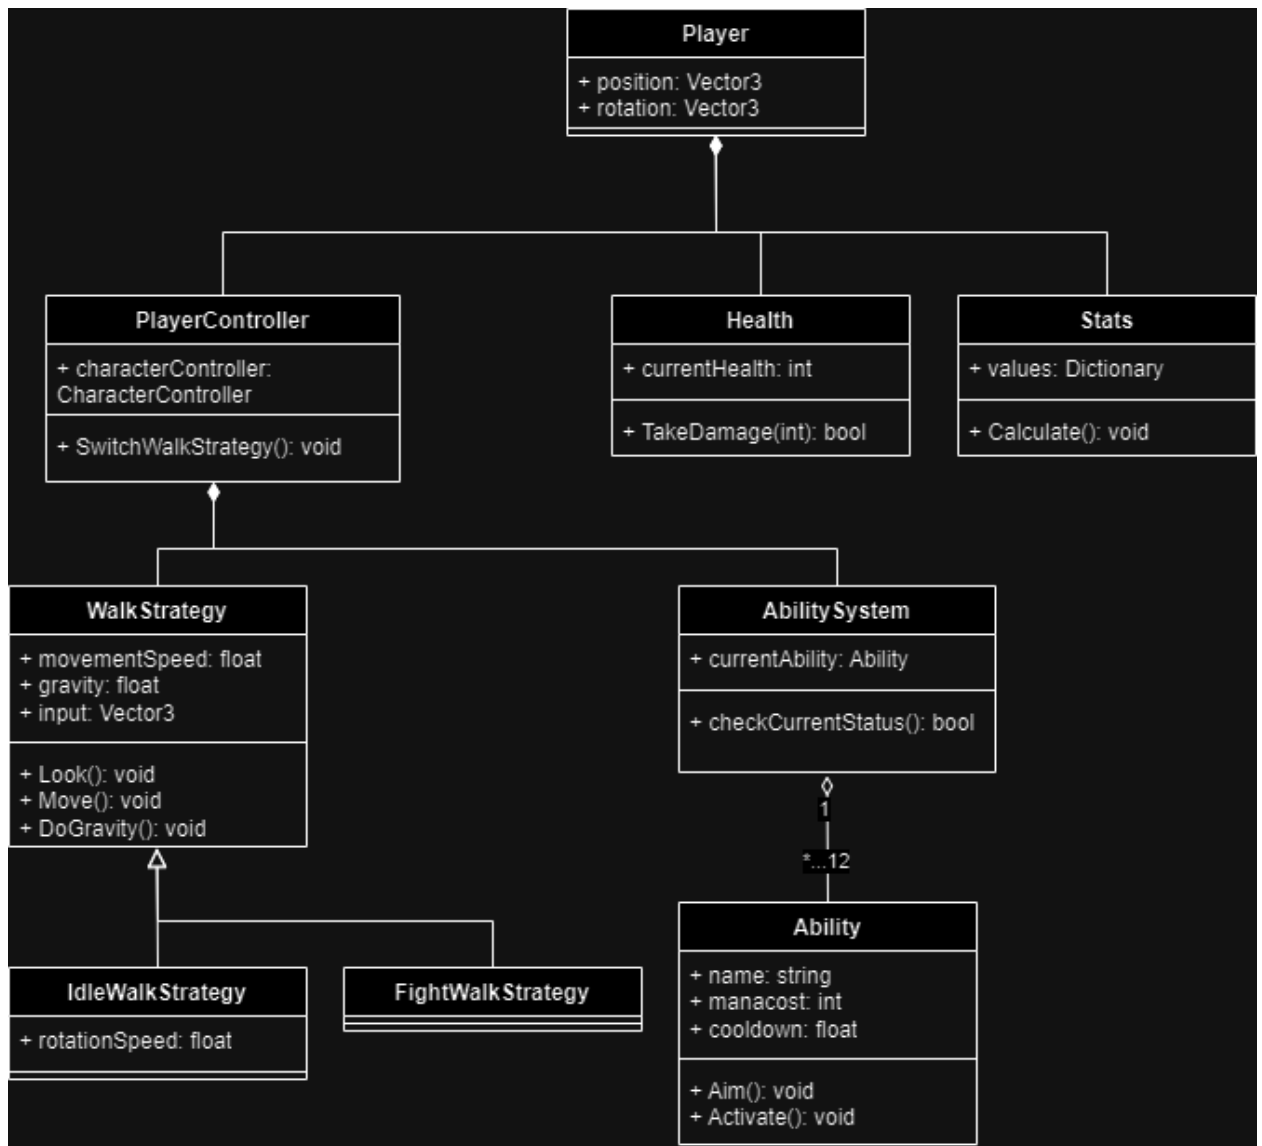 Player
+ position: Vector3
+ rotation: Vector3
PlayerController
+ characterController:
CharacterController
+ SwitchWalkStrategy(): void
Health
+ currentHealth: int
+ TakeDamage(int): bool
Stats
+ values: Dictionary
+ Calculate(): void
WalkStrategy
+ movementSpeed: float
+ gravity: float
+ input: Vector3
+ Look(): void
+ Move(): void
+ DoGravity(): void
AbilitySystem
+ currentAbility: Ability
+ checkCurrentStatus(): bool
1
*...12
IdleWalkStrategy
+ rotationSpeed: float
FightWalkStrategy
Ability
+ name: string
+ manacost: int
+ cooldown: float
+ Aim(): void
+ Activate(): void